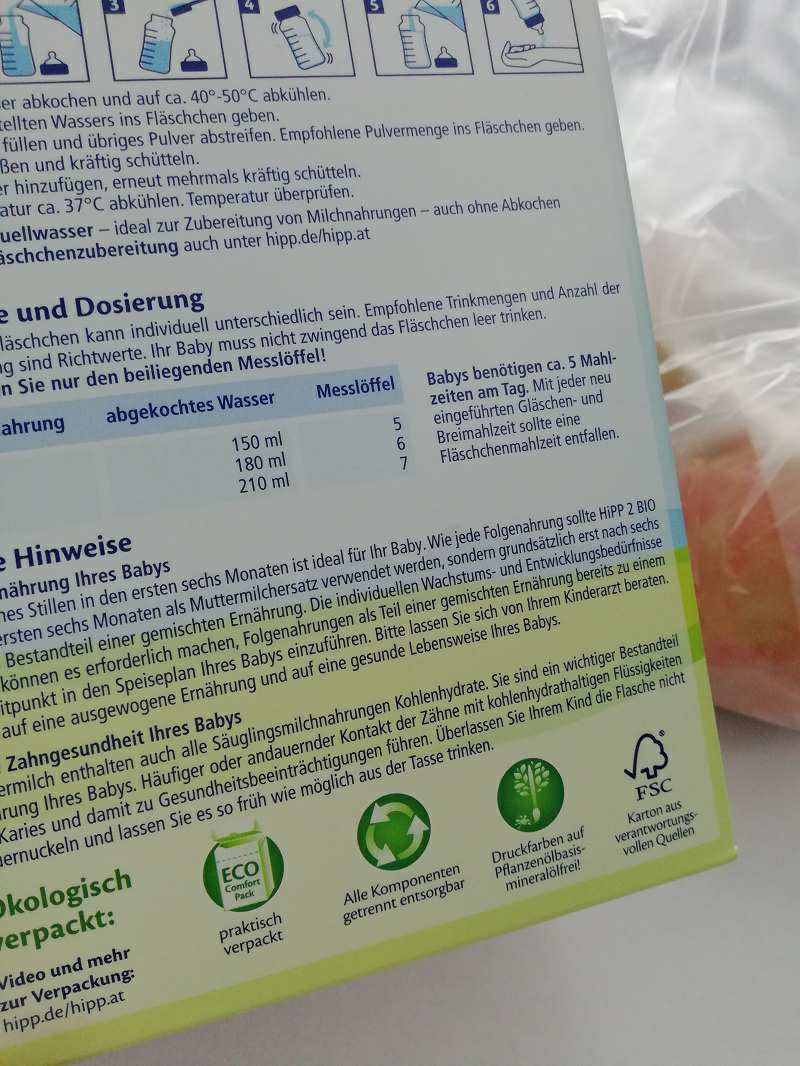 3 4 5 6
er abkochen und auf ca. 40°-50°C abkühlen.
tellten Wassers ins Fläschchen geben.
füllen und übriges Pulver abstreifen. Empfohlene Pulvermenge ins Fläschchen geben.
ßen und kräftig schütteln.
er hinzufügen, erneut mehrmals kräftig schütteln.
atur ca. 37°C abkühlen. Temperatur überprüfen.
uellwasser – ideal zur Zubereitung von Milchnahrungen – auch ohne Abkochen
äschchenzubereitung auch unter hipp.de/hipp.at
e und Dosierung
läschchen kann individuell unterschiedlich sein. Empfohlene Trinkmengen und Anzahl der
ng sind Richtwerte. Ihr Baby muss nicht zwingend das Fläschchen leer trinken.
n Sie nur den beiliegenden Messlöffel!
ahrung abgekochtes Wasser Messlöffel
150 ml 5
180 ml 6
210 ml 7
Babys benötigen ca. 5 Mahl-
zeiten am Tag. Mit jeder neu
eingeführten Gläschen- und
Breimahlzeit sollte eine
Fläschchenmahlzeit entfallen.
e Hinweise
nährung Ihres Babys
hes Stillen in den ersten sechs Monaten ist ideal für Ihr Baby. Wie jede Folgenahrung sollte HiPP 2 BIO
ersten sechs Monaten als Muttermilchersatz verwendet werden, sondern grundsätzlich erst nach sechs
Bestandteil einer gemischten Ernährung. Die individuellen Wachstums- und Entwicklungsbedürfnisse
können es erforderlich machen, Folgenahrungen als Teil einer gemischten Ernährung bereits zu einem
itpunkt in den Speiseplan Ihres Babys einzuführen. Bitte lassen Sie sich von Ihrem Kinderarzt beraten.
auf eine ausgewogene Ernährung und auf eine gesunde Lebensweise Ihres Babys.
Zahngesundheit Ihres Babys
ermilch enthalten auch alle Säuglingsmilchnahrungen Kohlenhydrate. Sie sind ein wichtiger Bestandteil
rung Ihres Babys. Häufiger oder andauernder Kontakt der Zähne mit kohlenhydrathaltigen Flüssigkeiten
Karies und damit zu Gesundheitsbeeinträchtigungen führen. Überlassen Sie Ihrem Kind die Flasche nicht
ernuckeln und lassen Sie es so früh wie möglich aus der Tasse trinken.
Ökologisch
verpackt:
Video und mehr
zur Verpackung:
hipp.de/hipp.at
ECO
Comfort
Pack
praktisch
verpackt
Alle Komponenten
getrennt entsorgbar
Druckfarben auf
Pflanzenölbasis-
mineralölfrei!
FSC®
Karton aus
verantwortungs-
vollen Quellen